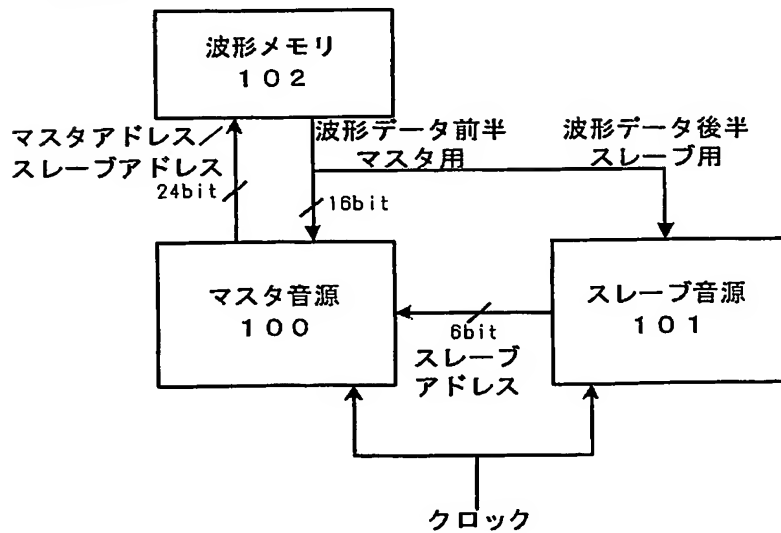 波形メモリ
１０２
マスタアドレス／
スレーブアドレス
24bit
波形データ前半
マスタ用
波形データ後半
スレーブ用
16bit
マスタ音源
１００
スレーブ音源
１０１
6bit
スレーブ
アドレス
クロック